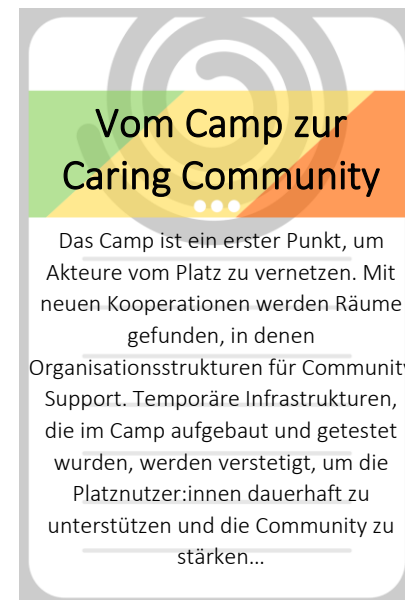 Vom Camp zur
Caring Community
Das Camp ist ein erster Punkt, um
Akteure vom Platz zu vernetzen. Mit
neuen Kooperationen werden Räume
gefunden, in denen
Organisationsstrukturen für Community
Support. Temporäre Infrastrukturen,
die im Camp aufgebaut und getestet
wurden, werden verstetigt, um die
Platznutzer:innen dauerhaft zu
unterstützen und die Community zu
stärken…